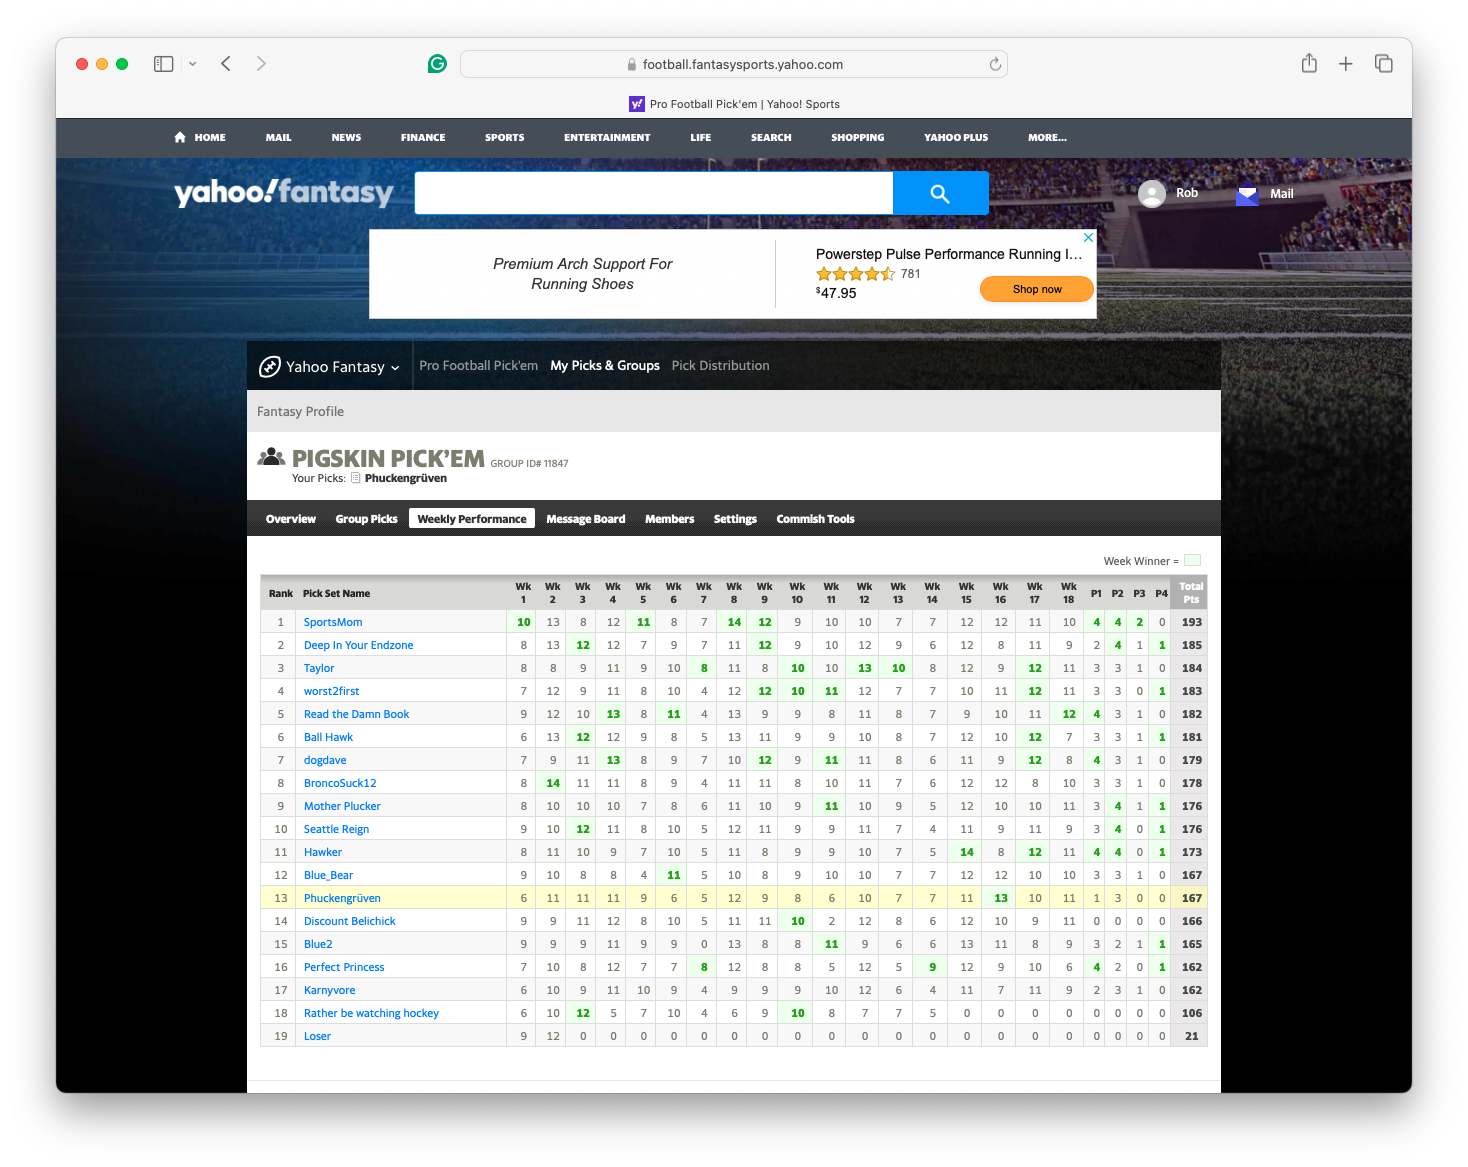 football.fantasysports.yahoo.com
Pro Football Pick'em | Yahoo! Sports
HOME MAIL NEWS FINANCE SPORTS ENTERTAINMENT LIFE SEARCH SHOPPING YAHOO PLUS MORE...
yahoo!fantasy Rob Mail
Premium Arch Support For
Running Shoes
Powerstep Pulse Performance Running I...
781
$47.95
Shop now
Yahoo Fantasy Pro Football Pick'em My Picks & Groups Pick Distribution
Fantasy Profile
PIGSKIN PICK'EM GROUP ID# 11847
Your Picks: Phuckengrüven
Overview Group Picks Weekly Performance Message Board Members Settings Commish Tools
Week Winner =
Rank Pick Set Name Wk 1 Wk 2 Wk 3 Wk 4 Wk 5 Wk 6 Wk 7 Wk 8 Wk 9 Wk 10 Wk 11 Wk 12 Wk 13 Wk 14 Wk 15 Wk 16 Wk 17 Wk 18 P1 P2 P3 P4 Total Pts
1 SportsMom 10 13 8 12 11 8 7 14 12 9 10 10 7 7 12 12 11 10 4 4 2 0 193
2 Deep In Your Endzone 8 13 12 12 7 9 7 11 12 9 10 12 9 6 12 8 11 9 2 4 1 1 185
3 Taylor 8 8 9 11 9 10 8 11 8 10 10 13 10 8 12 9 12 11 3 3 1 0 184
4 worst2first 7 12 9 11 8 10 4 12 12 10 11 12 7 7 10 11 12 11 3 3 0 1 183
5 Read the Damn Book 9 12 10 13 8 11 4 13 9 9 8 11 8 7 9 10 11 12 4 3 1 0 182
6 Ball Hawk 6 13 12 12 9 8 5 13 11 9 9 10 8 7 12 10 12 7 3 3 1 1 181
7 dogdave 7 9 11 13 8 9 7 10 12 9 11 11 8 6 11 9 12 8 4 3 1 0 179
8 BroncoSuck12 8 14 11 11 8 9 4 11 11 8 10 11 7 6 12 12 8 10 3 3 1 0 178
9 Mother Plucker 8 10 10 10 7 8 6 11 10 9 11 10 9 5 12 10 10 11 3 4 1 1 176
10 Seattle Reign 9 10 12 11 8 10 5 12 11 9 9 11 7 4 11 9 11 9 3 4 0 1 176
11 Hawker 8 11 10 9 7 10 5 11 8 9 9 10 7 5 14 8 12 11 4 4 0 1 173
12 Blue_Bear 9 10 8 8 4 11 5 10 8 9 10 10 7 7 12 12 10 10 3 3 1 0 167
13 Phuckengrüven 6 11 11 11 9 6 5 12 9 8 6 10 7 7 11 13 10 11 1 3 0 0 167
14 Discount Belichick 9 9 11 12 8 10 5 11 11 10 2 12 8 6 12 10 9 11 0 0 0 0 166
15 Blue2 9 9 9 11 9 9 0 13 8 8 11 9 6 6 13 11 8 9 3 2 1 1 165
16 Perfect Princess 7 10 8 12 7 7 8 12 8 8 5 12 5 9 12 9 10 6 4 2 0 1 162
17 Karnyvore 6 10 9 11 10 9 4 9 9 9 10 12 6 4 11 7 11 9 2 3 1 0 162
18 Rather be watching hockey 6 10 12 5 7 10 4 6 9 10 8 7 7 5 0 0 0 0 0 0 0 0 106
19 Loser 9 12 0 0 0 0 0 0 0 0 0 0 0 0 0 0 0 0 0 0 0 0 21